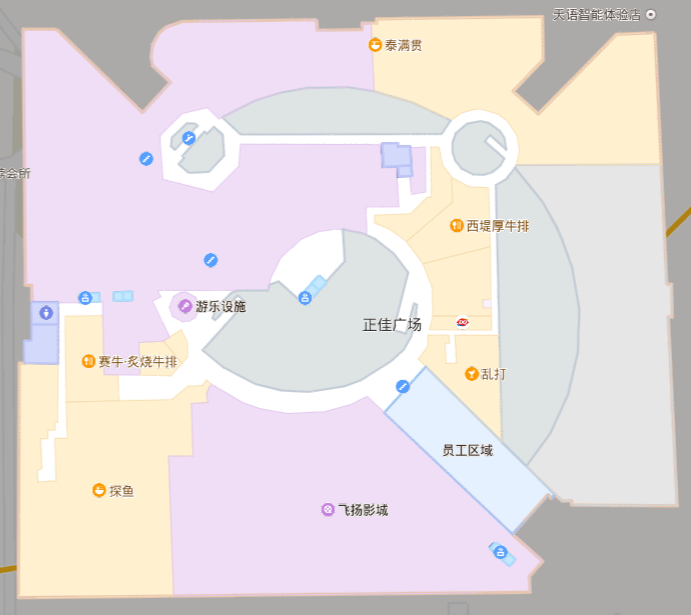 天语智能体验店
泰满贯
会所
西堤厚牛排
游乐设施
正佳广场
赛牛·炙烧牛排
乱打
员工区域
探鱼
飞扬影城